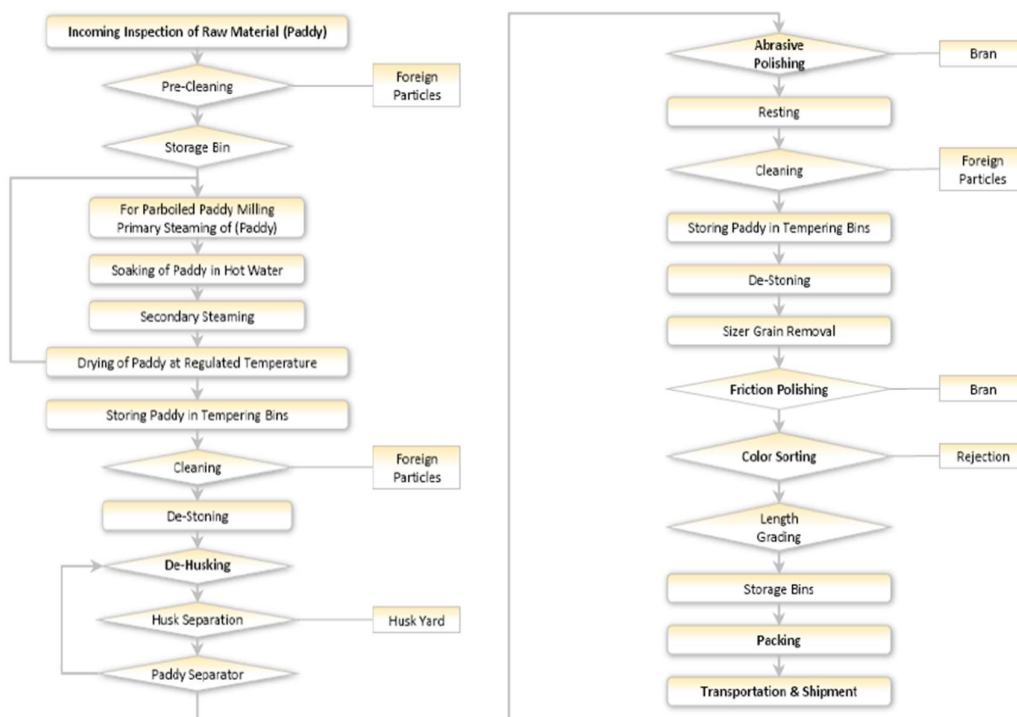 Incoming Inspection of Raw Material (Paddy)
Pre-Cleaning
Foreign
Particles
Storage Bin
For Parboiled Paddy Milling
Primary Steaming of (Paddy)
Soaking of Paddy in Hot Water
Secondary Steaming
Drying of Paddy at Regulated Temperature
Storing Paddy in Tempering Bins
Cleaning
Foreign
Particles
De-Stoning
De-Husking
Husk Separation
Husk Yard
Paddy Separator
Abrasive
Polishing
Bran
Resting
Cleaning
Foreign
Particles
Storing Paddy in Tempering Bins
De-Stoning
Sizer Grain Removal
Friction Polishing
Bran
Color Sorting
Rejection
Length
Grading
Storage Bins
Packing
Transportation & Shipment